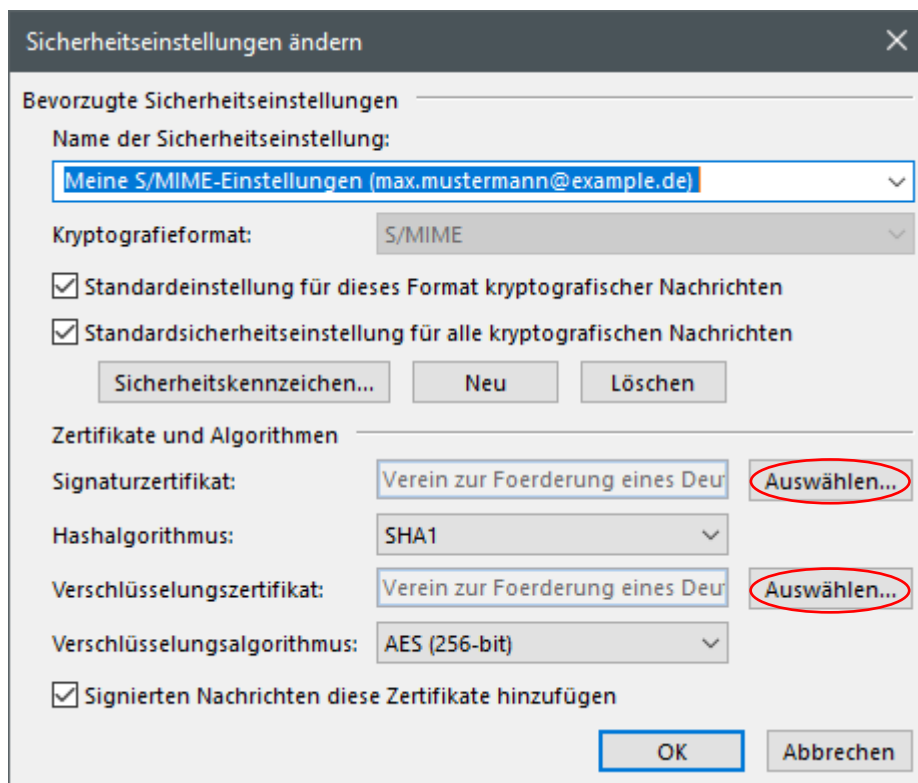 Sicherheitseinstellungen ändern
Bevorzugte Sicherheitseinstellungen
Name der Sicherheitseinstellung:
Meine S/MIME-Einstellungen (max.mustermann@example.de)
Kryptografieformat: S/MIME
Standardeinstellung für dieses Format kryptografischer Nachrichten
Standardsicherheitseinstellung für alle kryptografischen Nachrichten
Sicherheitskennzeichen... Neu Löschen
Zertifikate und Algorithmen
Signaturzertifikat: Verein zur Foerderung eines Deut Auswählen...
Hashalgorithmus: SHA1
Verschlüsselungszertifikat: Verein zur Foerderung eines Deut Auswählen...
Verschlüsselungsalgorithmus: AES (256-bit)
Signierten Nachrichten diese Zertifikate hinzufügen
OK Abbrechen